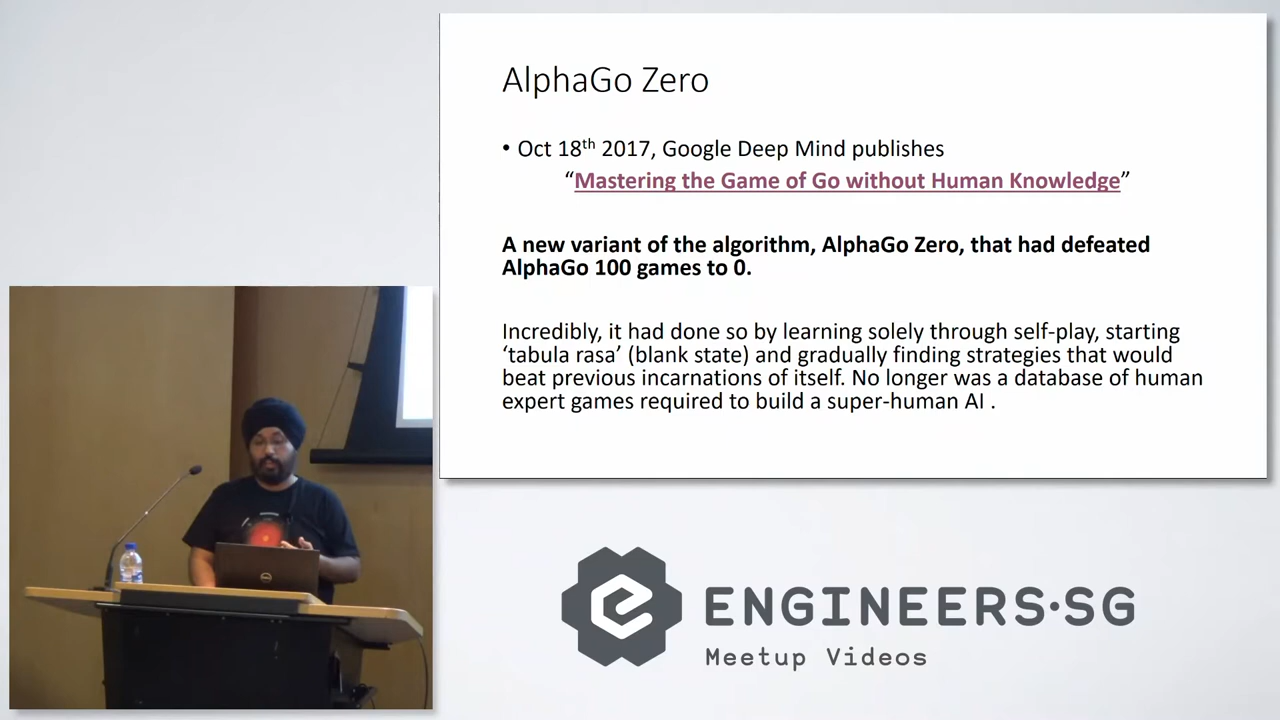 AlphaGo Zero
• Oct 18th 2017, Google Deep Mind publishes
“Mastering the Game of Go without Human Knowledge”
A new variant of the algorithm, AlphaGo Zero, that had defeated
AlphaGo 100 games to 0.
Incredibly, it had done so by learning solely through self-play, starting
‘tabula rasa’ (blank state) and gradually finding strategies that would
beat previous incarnations of itself. No longer was a database of human
expert games required to build a super-human AI .
ENGINEERS·SG
Meetup Videos